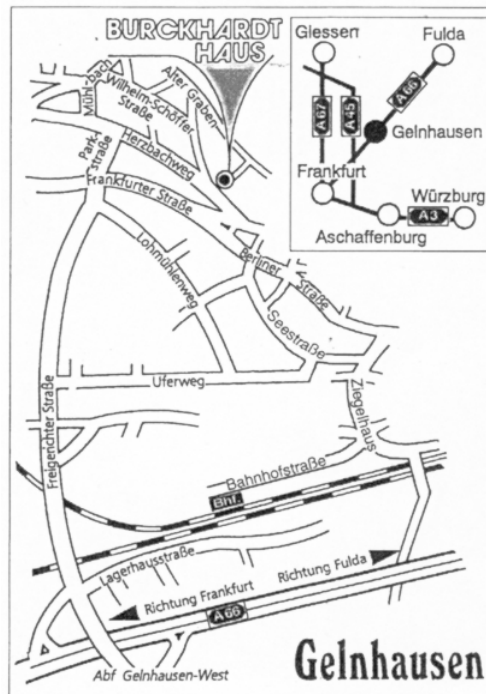 BURCKHARDT
HAUS
Giessen
Fulda
A67
A45
A66
Gelnhausen
Frankfurt
Würzburg
A3
Aschaffenburg
Mühlbach
Wilhelm-Schöffer
Straße
Alter Graben
Park-
straße
Herzbachweg
Frankfurter Straße
Lohmühlenweg
Berliner
Straße
Seestraße
Uferweg
Ziegelhaus
Freigerichter Straße
Bahnhofstraße
Bhf.
Lagerhausstraße
Richtung Frankfurt
Richtung Fulda
A66
Abf Gelnhausen-West
Gelnhausen